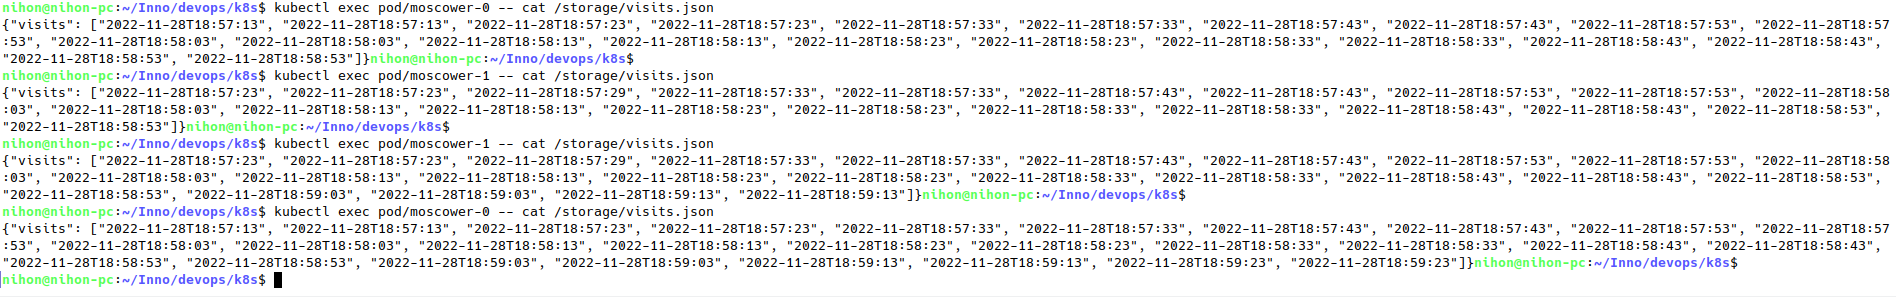 nihon@nihon-pc:~/Inno/devops/k8s$ kubectl exec pod/moscower-0 -- cat /storage/visits.json
{"visits": ["2022-11-28T18:57:13", "2022-11-28T18:57:13", "2022-11-28T18:57:23", "2022-11-28T18:57:23", "2022-11-28T18:57:33", "2022-11-28T18:57:33", "2022-11-28T18:57:43", "2022-11-28T18:57:43", "2022-11-28T18:57:53", "2022-11-28T18:57
:53", "2022-11-28T18:58:03", "2022-11-28T18:58:03", "2022-11-28T18:58:13", "2022-11-28T18:58:13", "2022-11-28T18:58:23", "2022-11-28T18:58:23", "2022-11-28T18:58:33", "2022-11-28T18:58:33", "2022-11-28T18:58:43", "2022-11-28T18:58:43",
"2022-11-28T18:58:53", "2022-11-28T18:58:53"]}nihon@nihon-pc:~/Inno/devops/k8s$
nihon@nihon-pc:~/Inno/devops/k8s$ kubectl exec pod/moscower-1 -- cat /storage/visits.json
{"visits": ["2022-11-28T18:57:23", "2022-11-28T18:57:23", "2022-11-28T18:57:29", "2022-11-28T18:57:33", "2022-11-28T18:57:33", "2022-11-28T18:57:43", "2022-11-28T18:57:43", "2022-11-28T18:57:53", "2022-11-28T18:57:53", "2022-11-28T18:58
:03", "2022-11-28T18:58:03", "2022-11-28T18:58:13", "2022-11-28T18:58:13", "2022-11-28T18:58:23", "2022-11-28T18:58:23", "2022-11-28T18:58:33", "2022-11-28T18:58:33", "2022-11-28T18:58:43", "2022-11-28T18:58:43", "2022-11-28T18:58:53",
"2022-11-28T18:58:53"]}nihon@nihon-pc:~/Inno/devops/k8s$
nihon@nihon-pc:~/Inno/devops/k8s$ kubectl exec pod/moscower-1 -- cat /storage/visits.json
{"visits": ["2022-11-28T18:57:23", "2022-11-28T18:57:23", "2022-11-28T18:57:29", "2022-11-28T18:57:33", "2022-11-28T18:57:33", "2022-11-28T18:57:43", "2022-11-28T18:57:43", "2022-11-28T18:57:53", "2022-11-28T18:57:53", "2022-11-28T18:58
:03", "2022-11-28T18:58:03", "2022-11-28T18:58:13", "2022-11-28T18:58:13", "2022-11-28T18:58:23", "2022-11-28T18:58:23", "2022-11-28T18:58:33", "2022-11-28T18:58:33", "2022-11-28T18:58:43", "2022-11-28T18:58:43", "2022-11-28T18:58:53",
"2022-11-28T18:58:53", "2022-11-28T18:59:03", "2022-11-28T18:59:03", "2022-11-28T18:59:13", "2022-11-28T18:59:13"]}nihon@nihon-pc:~/Inno/devops/k8s$
nihon@nihon-pc:~/Inno/devops/k8s$ kubectl exec pod/moscower-0 -- cat /storage/visits.json
{"visits": ["2022-11-28T18:57:13", "2022-11-28T18:57:13", "2022-11-28T18:57:23", "2022-11-28T18:57:23", "2022-11-28T18:57:33", "2022-11-28T18:57:33", "2022-11-28T18:57:43", "2022-11-28T18:57:43", "2022-11-28T18:57:53", "2022-11-28T18:57
:53", "2022-11-28T18:58:03", "2022-11-28T18:58:03", "2022-11-28T18:58:13", "2022-11-28T18:58:13", "2022-11-28T18:58:23", "2022-11-28T18:58:23", "2022-11-28T18:58:33", "2022-11-28T18:58:33", "2022-11-28T18:58:43", "2022-11-28T18:58:43",
"2022-11-28T18:58:53", "2022-11-28T18:58:53", "2022-11-28T18:59:03", "2022-11-28T18:59:03", "2022-11-28T18:59:13", "2022-11-28T18:59:13", "2022-11-28T18:59:23", "2022-11-28T18:59:23"]}nihon@nihon-pc:~/Inno/devops/k8s$
nihon@nihon-pc:~/Inno/devops/k8s$